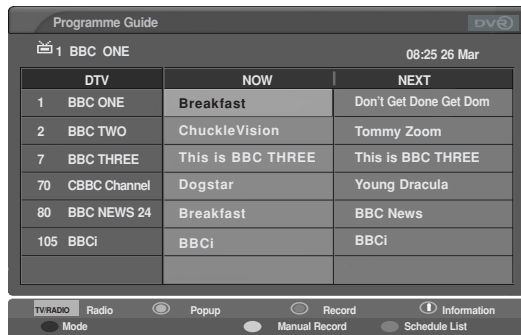 Programme Guide DVR
1 BBC ONE 08:25 26 Mar
DTV NOW NEXT
1 BBC ONE Breakfast Don't Get Done Get Dom
2 BBC TWO ChuckleVision Tommy Zoom
7 BBC THREE This is BBC THREE This is BBC THREE
70 CBBC Channel Dogstar Young Dracula
80 BBC NEWS 24 Breakfast BBC News
105 BBCi BBCi BBCi
TV/RADIO Radio Popup Record i Information
Mode Manual Record Schedule List